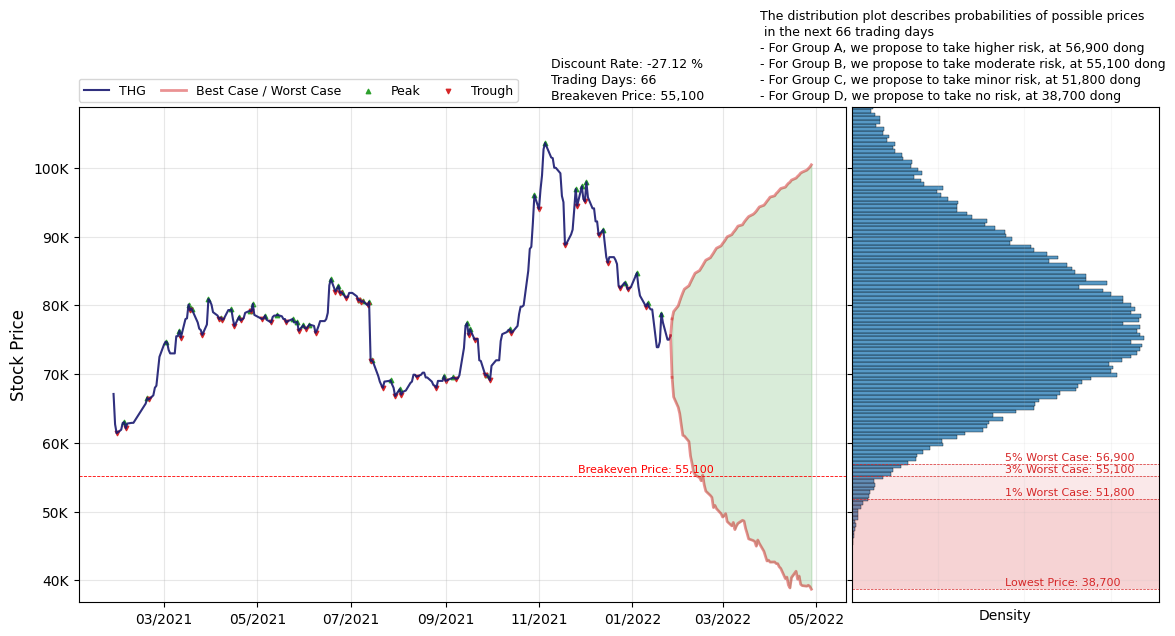 The distribution plot describes probabilities of possible prices
in the next 66 trading days
- For Group A, we propose to take higher risk, at 56,900 dong
- For Group B, we propose to take moderate risk, at 55,100 dong
- For Group C, we propose to take minor risk, at 51,800 dong
- For Group D, we propose to take no risk, at 38,700 dong
Discount Rate: -27.12 %
Trading Days: 66
Breakeven Price: 55,100
THG
Best Case / Worst Case
Peak
Trough
Stock Price
100K
90K
80K
70K
60K
50K
40K
Breakeven Price: 55,100
5% Worst Case: 56,900
3% Worst Case: 55,100
1% Worst Case: 51,800
Lowest Price: 38,700
03/2021
05/2021
07/2021
09/2021
11/2021
01/2022
03/2022
05/2022
Density